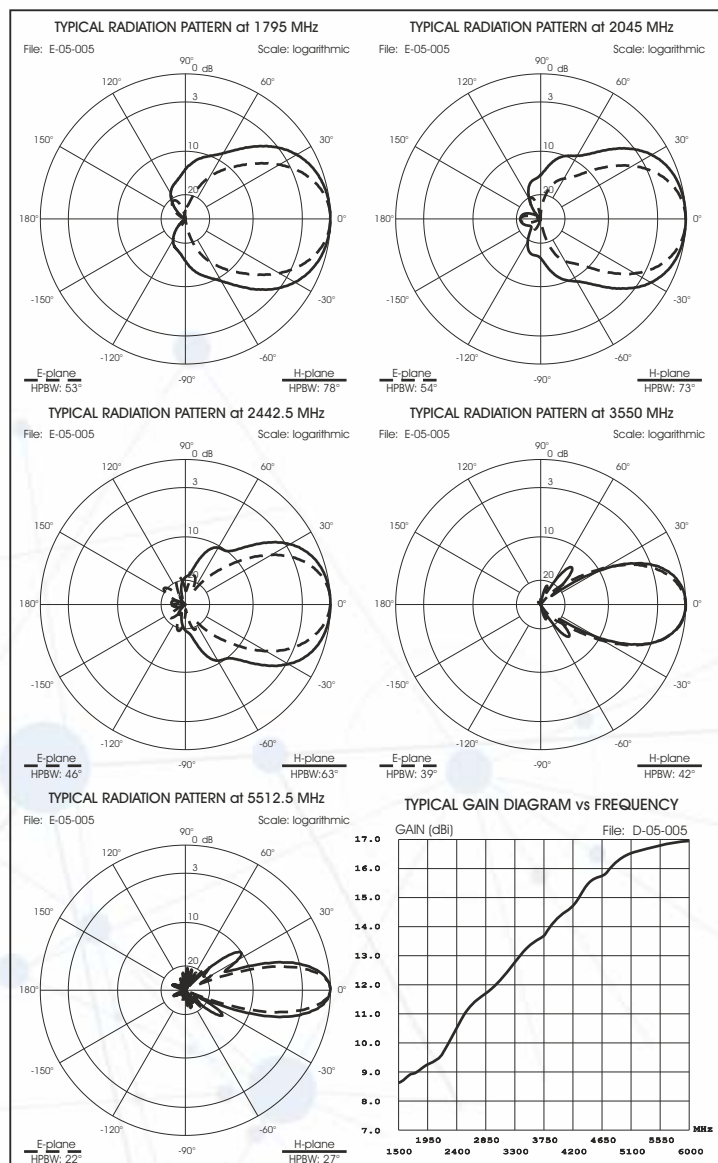 TYPICAL RADIATION PATTERN at 1795 MHz
File: E-05-005 Scale: logarithmic
90°
0 dB
120° 60°
3
150° 30°
10
20
180° 0°
20
-150° -30°
-120° -60°
-90°
E-plane H-plane
HPBW: 53° HPBW: 78°
TYPICAL RADIATION PATTERN at 2045 MHz
File: E-05-005 Scale: logarithmic
90°
0 dB
120° 60°
3
150° 30°
10
20
180° 0°
20
-150° -30°
-120° -60°
-90°
E-plane H-plane
HPBW: 54° HPBW: 73°
TYPICAL RADIATION PATTERN at 2442.5 MHz
File: E-05-005 Scale: logarithmic
90°
0 dB
120° 60°
3
150° 30°
10
20
180° 0°
20
-150° -30°
-120° -60°
-90°
E-plane H-plane
HPBW: 46° HPBW:63°
TYPICAL RADIATION PATTERN at 3550 MHz
File: E-05-005 Scale: logarithmic
90°
0 dB
120° 60°
3
150° 30°
10
20
180° 0°
20
-150° -30°
-120° -60°
-90°
E-plane H-plane
HPBW: 39° HPBW: 42°
TYPICAL RADIATION PATTERN at 5512.5 MHz
File: E-05-005 Scale: logarithmic
90°
0 dB
120° 60°
3
150° 30°
10
20
180° 0°
20
-150° -30°
-120° -60°
-90°
E-plane H-plane
HPBW: 22° HPBW: 27°
TYPICAL GAIN DIAGRAM vs FREQUENCY
GAIN (dBi) File: D-05-005
17.0
16.0
15.0
14.0
13.0
12.0
11.0
10.0
9.0
8.0
7.0 MHz
1950 2850 3750 4650 5550
1500 2400 3300 4200 5100 6000